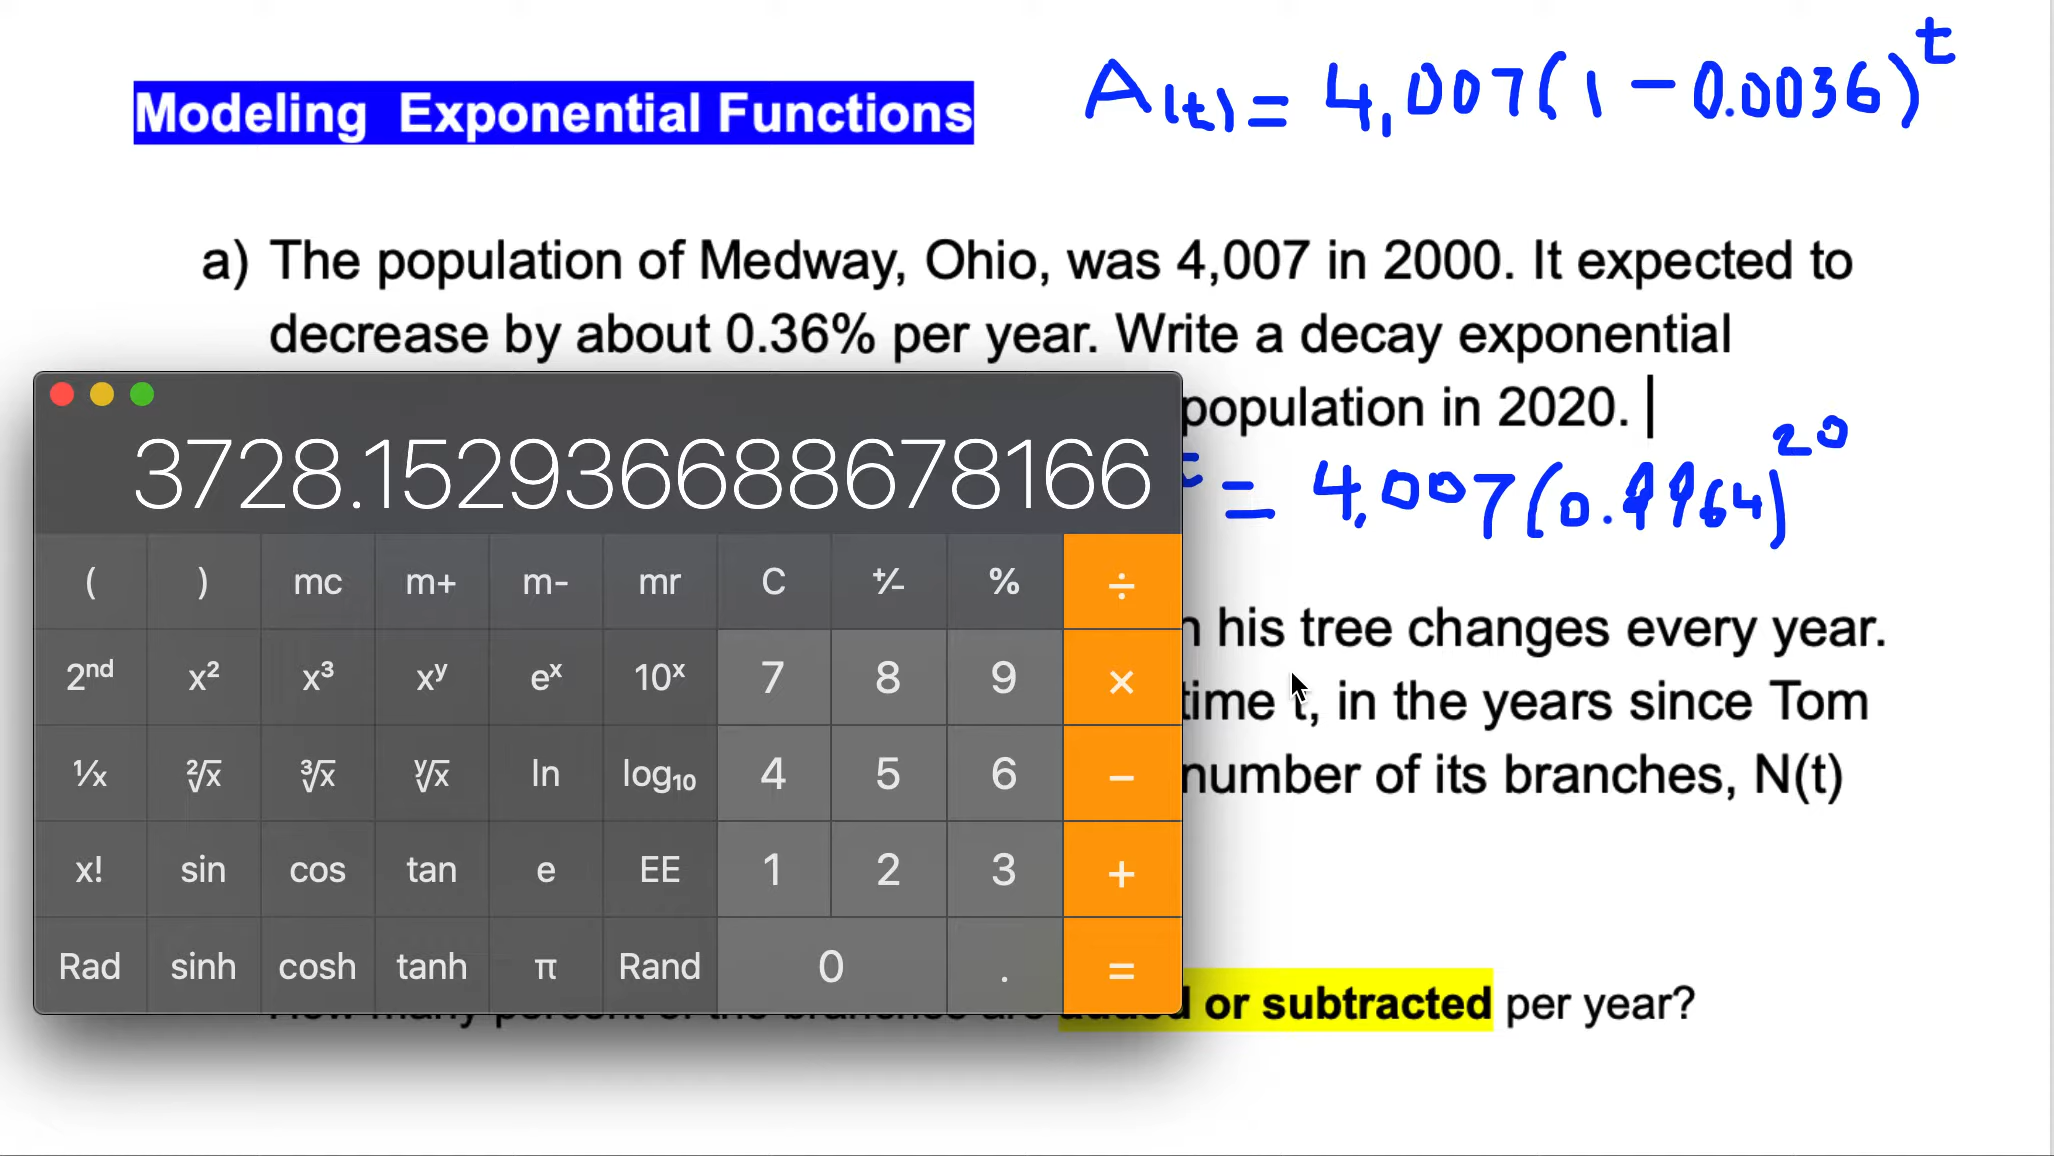 Modeling Exponential Functions
A(t) = 4,007(1 - 0.0036)^t
a) The population of Medway, Ohio, was 4,007 in 2000. It expected to
decrease by about 0.36% per year. Write a decay exponential
population in 2020.
= 4,007(0.9964)^20
his tree changes every year.
time t, in the years since Tom
number of its branches, N(t)
or subtracted per year?
3728.152936688678166
( ) mc m+ m- mr C +/- % ÷
2nd x² x³ xʸ eˣ 10ˣ 7 8 9 ×
1/x ²√x ³√x ʸ√x ln log₁₀ 4 5 6 −
x! sin cos tan e EE 1 2 3 +
Rad sinh cosh tanh π Rand 0 . =